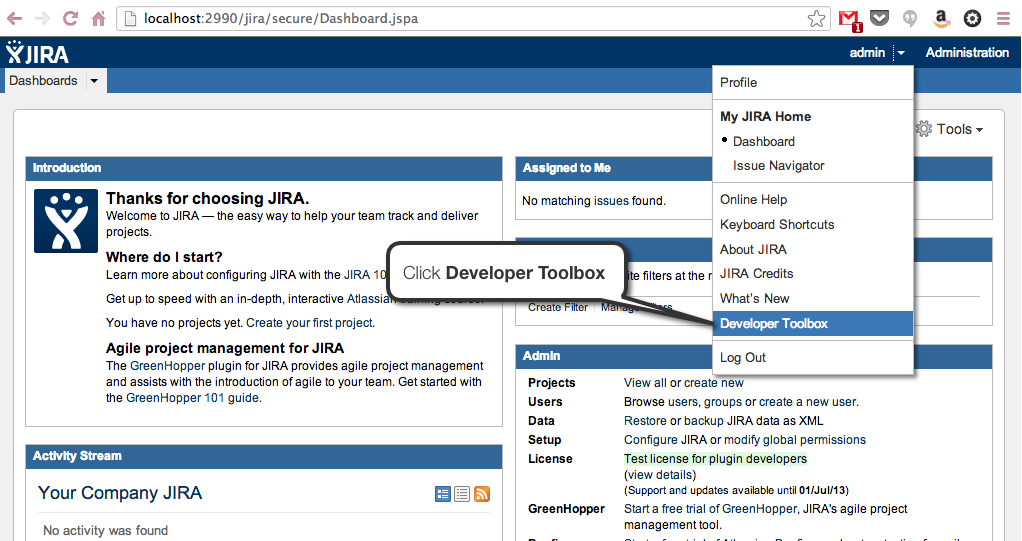 localhost:2990/jira/secure/Dashboard.jspa
1
JIRA
admin
Administration
Dashboards
Profile
My JIRA Home
Dashboard
Issue Navigator
Online Help
Keyboard Shortcuts
About JIRA
JIRA Credits
What's New
Developer Toolbox
Log Out
Tools
Introduction
Thanks for choosing JIRA.
Welcome to JIRA — the easy way to help your team track and deliver
projects.
Where do I start?
Learn more about configuring JIRA with the JIRA 10
Get up to speed with an in-depth, interactive Atlassian training course.
You have no projects yet. Create your first project.
Agile project management for JIRA
The GreenHopper plugin for JIRA provides agile project management
and assists with the introduction of agile to your team. Get started with
the GreenHopper 101 guide.
Activity Stream
Your Company JIRA
No activity was found
Click Developer Toolbox
Assigned to Me
No matching issues found.
filters at the
Create Filter Manage Filters
Admin
Projects View all or create new
Users Browse users, groups or create a new user.
Data Restore or backup JIRA data as XML
Setup Configure JIRA or modify global permissions
License Test license for plugin developers
(view details)
(Support and updates available until 01/Jul/13)
GreenHopper Start a free trial of GreenHopper, JIRA's agile project
management tool.